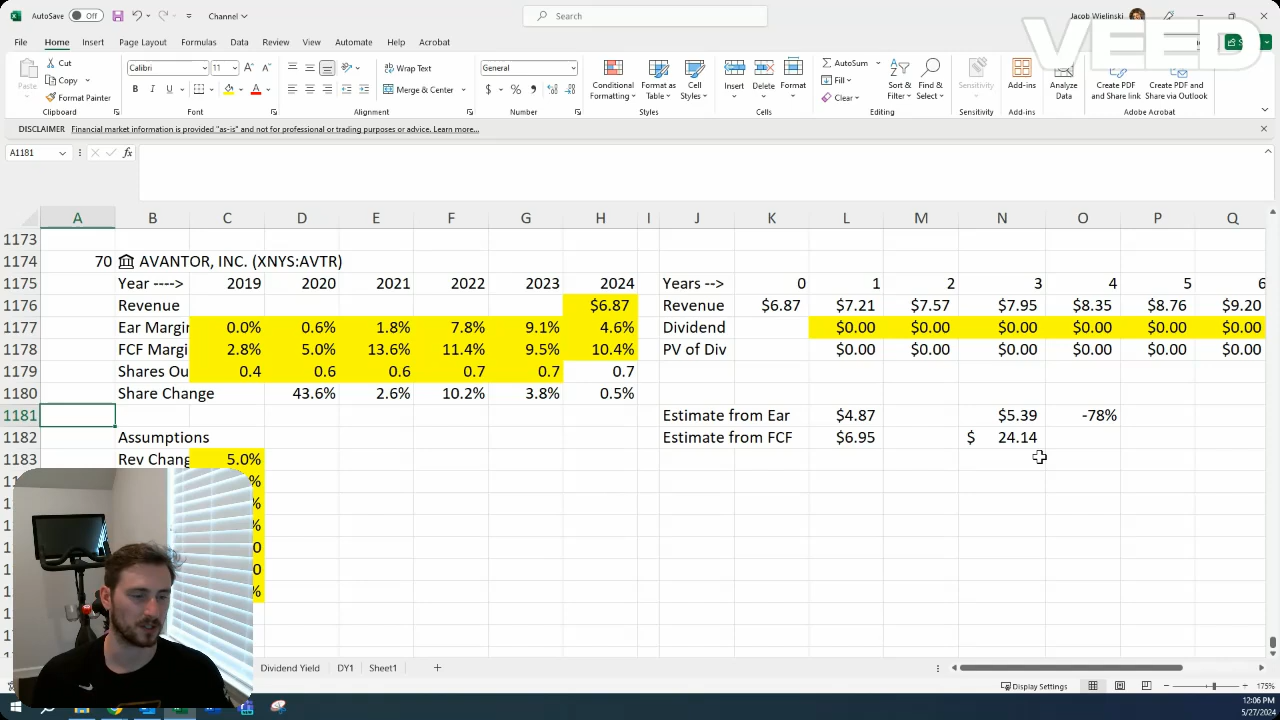 AutoSave Off Channel Search Jacob Wielinski
File Home Insert Page Layout Formulas Data Review View Automate Help Acrobat
VEED
Paste Cut Copy Format Painter Clipboard
Calibri 11 B I U Font
Wrap Text Merge & Center Alignment
General $ % Number
Conditional Formatting Format as Table Cell Styles Styles
Insert Delete Format Cells
AutoSum Fill Clear Sort & Filter Find & Select Editing
Sensitivity Sensitivity
Add-ins Add-ins
Analyze Data
Create PDF and Share link Create PDF and Share via Outlook Adobe Acrobat
DISCLAIMER Financial market information is provided "as-is" and not for professional or trading purposes or advice. Learn more...
A1181 fx
A B C D E F G H I J K L M N O P Q
1173
1174 70 AVANTOR, INC. (XNYS:AVTR)
1175 Year ----> 2019 2020 2021 2022 2023 2024 Years --> 0 1 2 3 4 5 6
1176 Revenue $6.87 Revenue $6.87 $7.21 $7.57 $7.95 $8.35 $8.76 $9.20
1177 Ear Margin 0.0% 0.6% 1.8% 7.8% 9.1% 4.6% Dividend $0.00 $0.00 $0.00 $0.00 $0.00 $0.00
1178 FCF Margi 2.8% 5.0% 13.6% 11.4% 9.5% 10.4% PV of Div $0.00 $0.00 $0.00 $0.00 $0.00 $0.00
1179 Shares Ou 0.4 0.6 0.6 0.7 0.7 0.7
1180 Share Change 43.6% 2.6% 10.2% 3.8% 0.5%
1181 Estimate from Ear $4.87 $5.39 -78%
1182 Assumptions Estimate from FCF $6.95 $ 24.14
1183 Rev Chang 5.0%
Dividend Yield DY1 Sheet1
Display Settings 175%
12:06 PM
5/27/2024